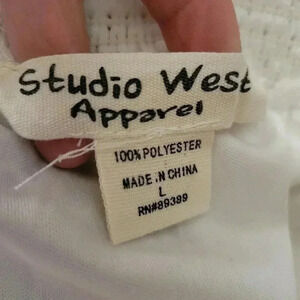 Studio West
Apparel
100% POLYESTER
MADE IN CHINA
L
RN#89399